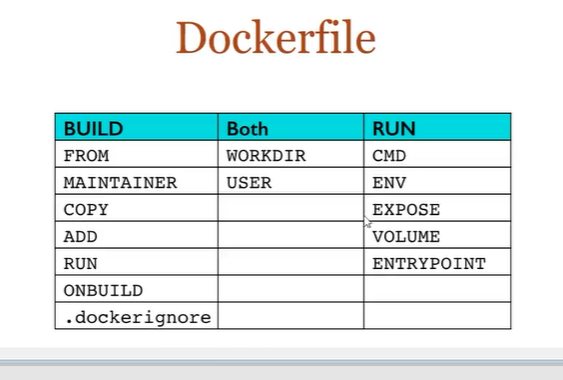 Dockerfile
BUILD Both RUN
FROM WORKDIR CMD
MAINTAINER USER ENV
COPY EXPOSE
ADD VOLUME
RUN ENTRYPOINT
ONBUILD
.dockerignore